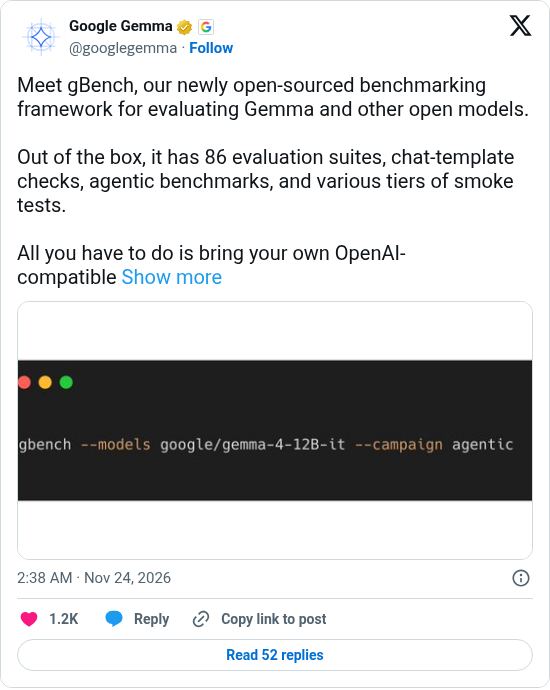 Google Gemma
@googlegemma · Follow
Meet gBench, our newly open-sourced benchmarking
framework for evaluating Gemma and other open models.
Out of the box, it has 86 evaluation suites, chat-template
checks, agentic benchmarks, and various tiers of smoke
tests.
All you have to do is bring your own OpenAI-
compatible Show more
gbench --models google/gemma-4-12B-it --campaign agentic
2:38 AM · Nov 24, 2026
1.2K Reply Copy link to post
Read 52 replies